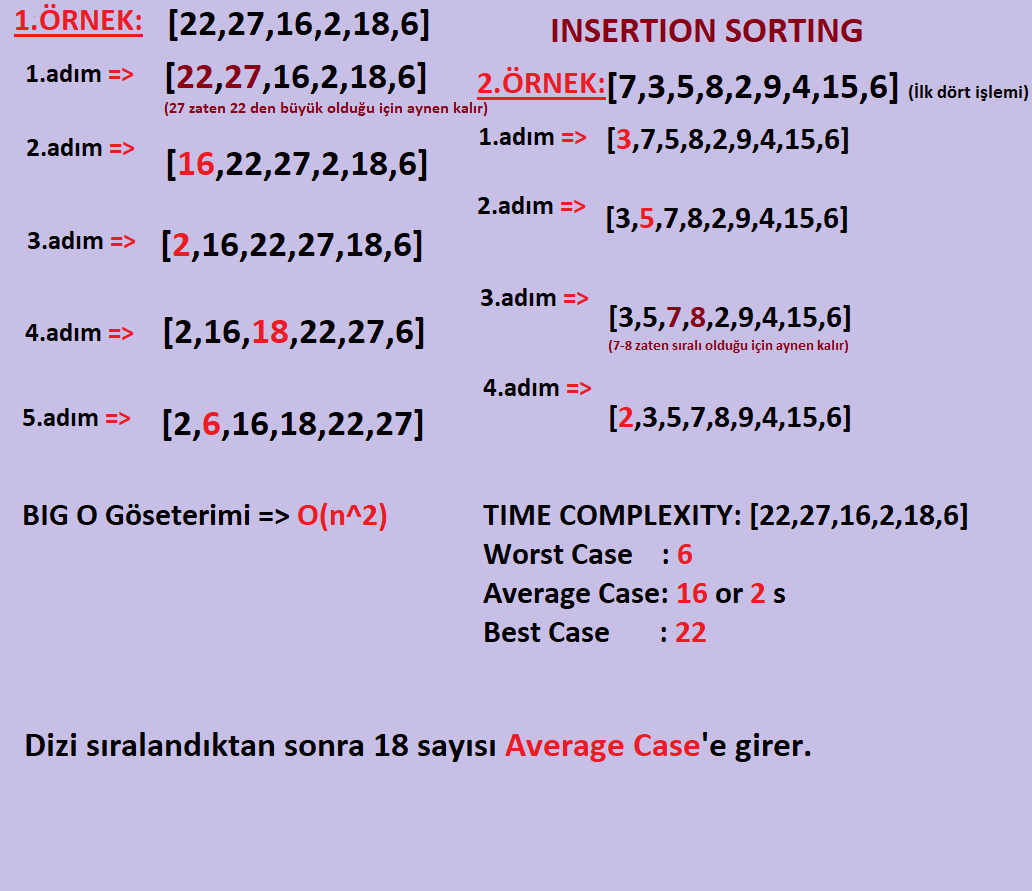 1.ÖRNEK: [22,27,16,2,18,6]
1.adım => [22,27,16,2,18,6]
(27 zaten 22 den büyük olduğu için aynen kalır)
2.adım => [16,22,27,2,18,6]
3.adım => [2,16,22,27,18,6]
4.adım => [2,16,18,22,27,6]
5.adım => [2,6,16,18,22,27]
BIG O Göseterimi => O(n^2)
INSERTION SORTING
2.ÖRNEK:[7,3,5,8,2,9,4,15,6] (İlk dört işlemi)
1.adım => [3,7,5,8,2,9,4,15,6]
2.adım => [3,5,7,8,2,9,4,15,6]
3.adım => [3,5,7,8,2,9,4,15,6]
(7-8 zaten sıralı olduğu için aynen kalır)
4.adım => [2,3,5,7,8,9,4,15,6]
TIME COMPLEXITY: [22,27,16,2,18,6]
Worst Case : 6
Average Case: 16 or 2 s
Best Case : 22
Dizi sıralandıktan sonra 18 sayısı Average Case'e girer.